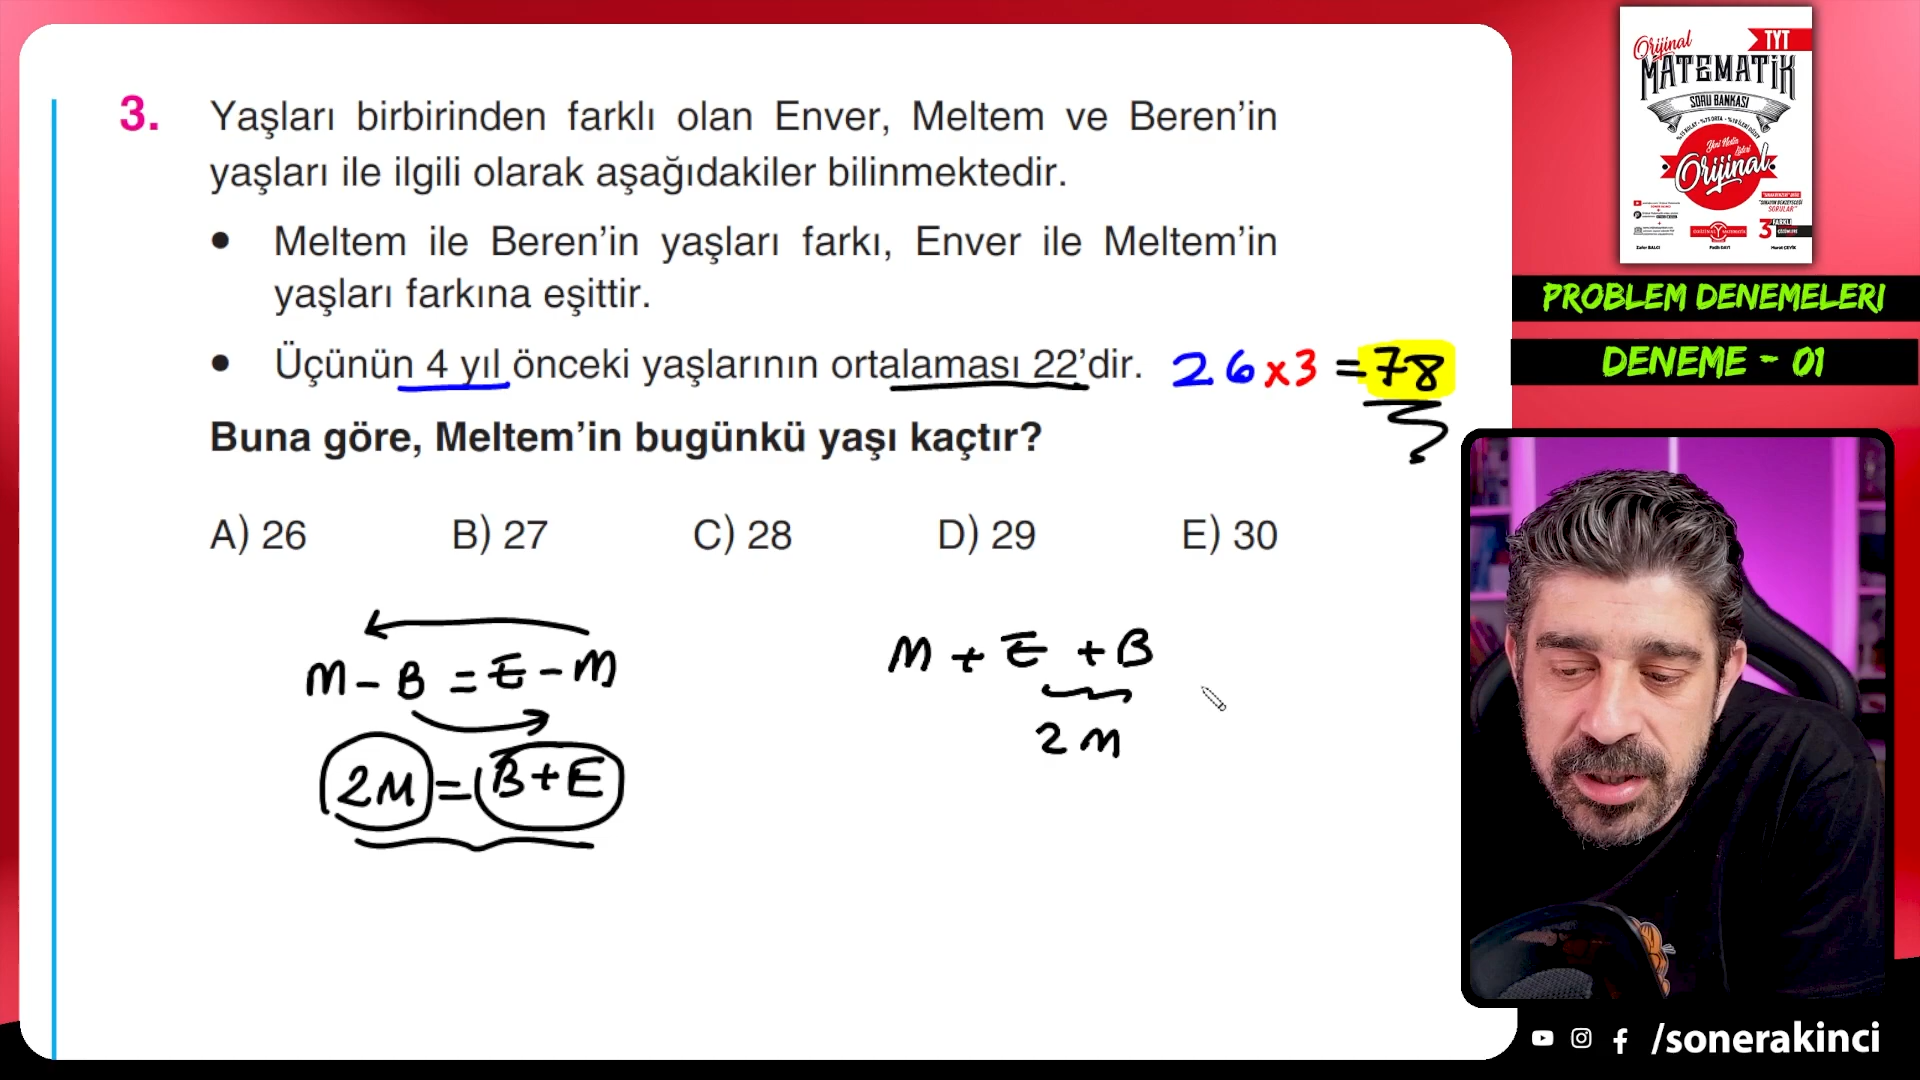 3. Yaşları birbirinden farklı olan Enver, Meltem ve Beren’in
yaşları ile ilgili olarak aşağıdakiler bilinmektedir.
• Meltem ile Beren’in yaşları farkı, Enver ile Meltem’in
yaşları farkına eşittir.
• Üçünün 4 yıl önceki yaşlarının ortalaması 22’dir. 26x3 = 78
Buna göre, Meltem’in bugünkü yaşı kaçtır?
A) 26 B) 27 C) 28 D) 29 E) 30
M - B = E - M
2M = B + E
M + E + B
2M
Orijinal
TYT
MATEMATİK
SORU BANKASI
Orijinal
PROBLEM DENEMELERİ
DENEME - 01
/sonerakinci